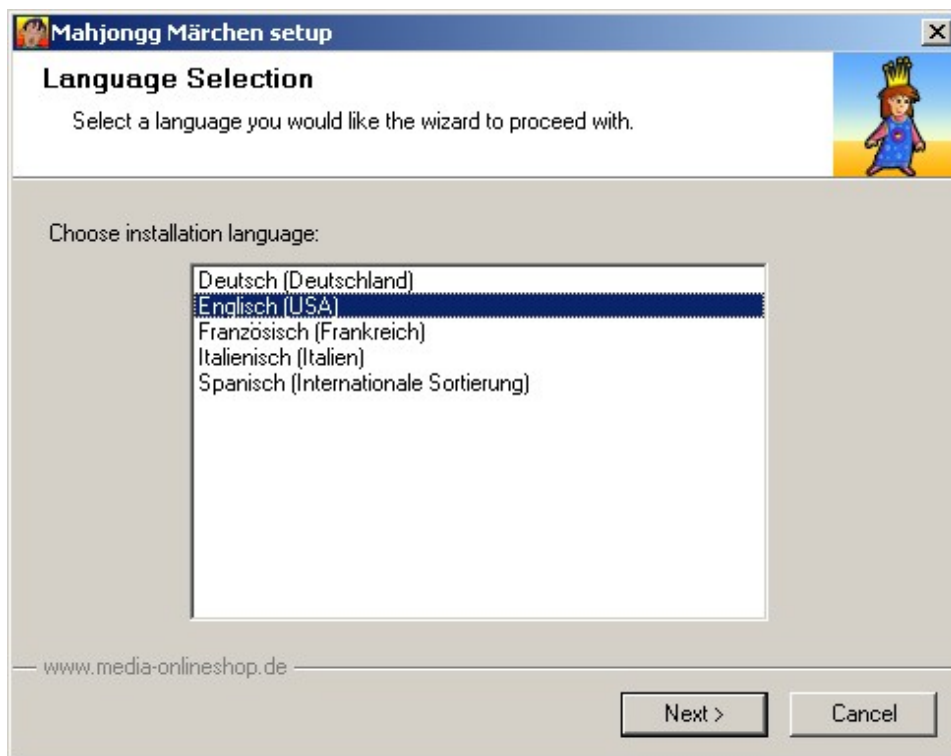 Mahjongg Märchen setup
Language Selection
Select a language you would like the wizard to proceed with.
Choose installation language:
Deutsch (Deutschland)
Englisch (USA)
Französisch (Frankreich)
Italienisch (Italien)
Spanisch (Internationale Sortierung)
www.media-onlineshop.de
Next >
Cancel